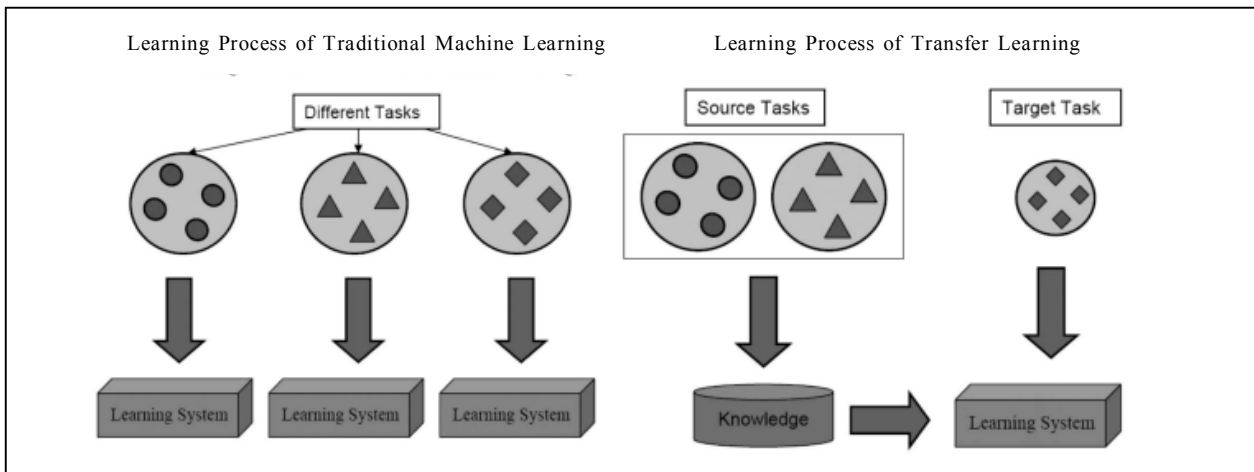 Learning Process of Traditional Machine Learning
Learning Process of Transfer Learning
Different Tasks
Source Tasks
Target Task
Learning System
Learning System
Learning System
Knowledge
Learning System